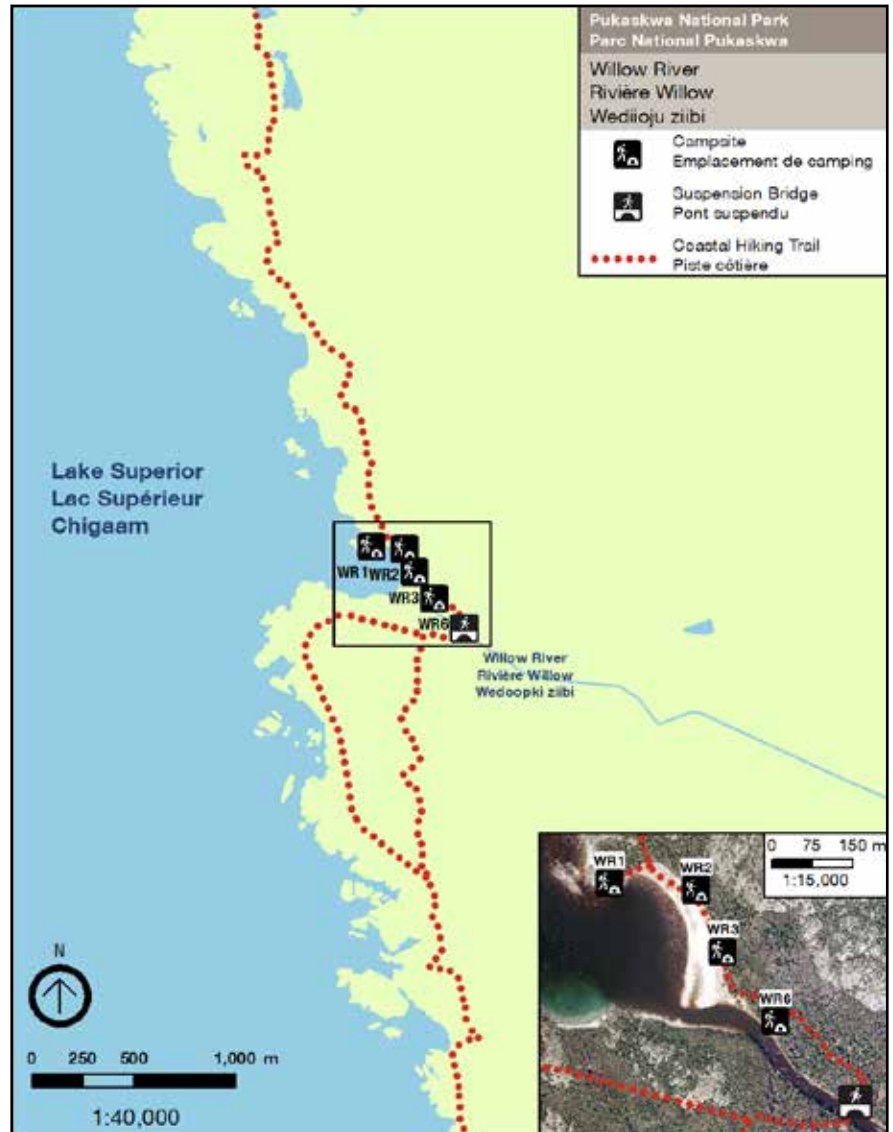 Pukaskwa National Park
Parc National Pukaskwa
Willow River
Rivière Willow
Wediioju ziibi
Campsite
Emplacement de camping
Suspension Bridge
Pont suspendu
Coastal Hiking Trail
Piste côtière
Lake Superior
Lac Supérieur
Chigaam
WR1
WR2
WR3
WR6
Willow River
Rivière Willow
Wedoopki ziibi
0 75 150 m
1:15,000
WR1
WR2
WR3
WR6
N
0 250 500 1,000 m
1:40,000